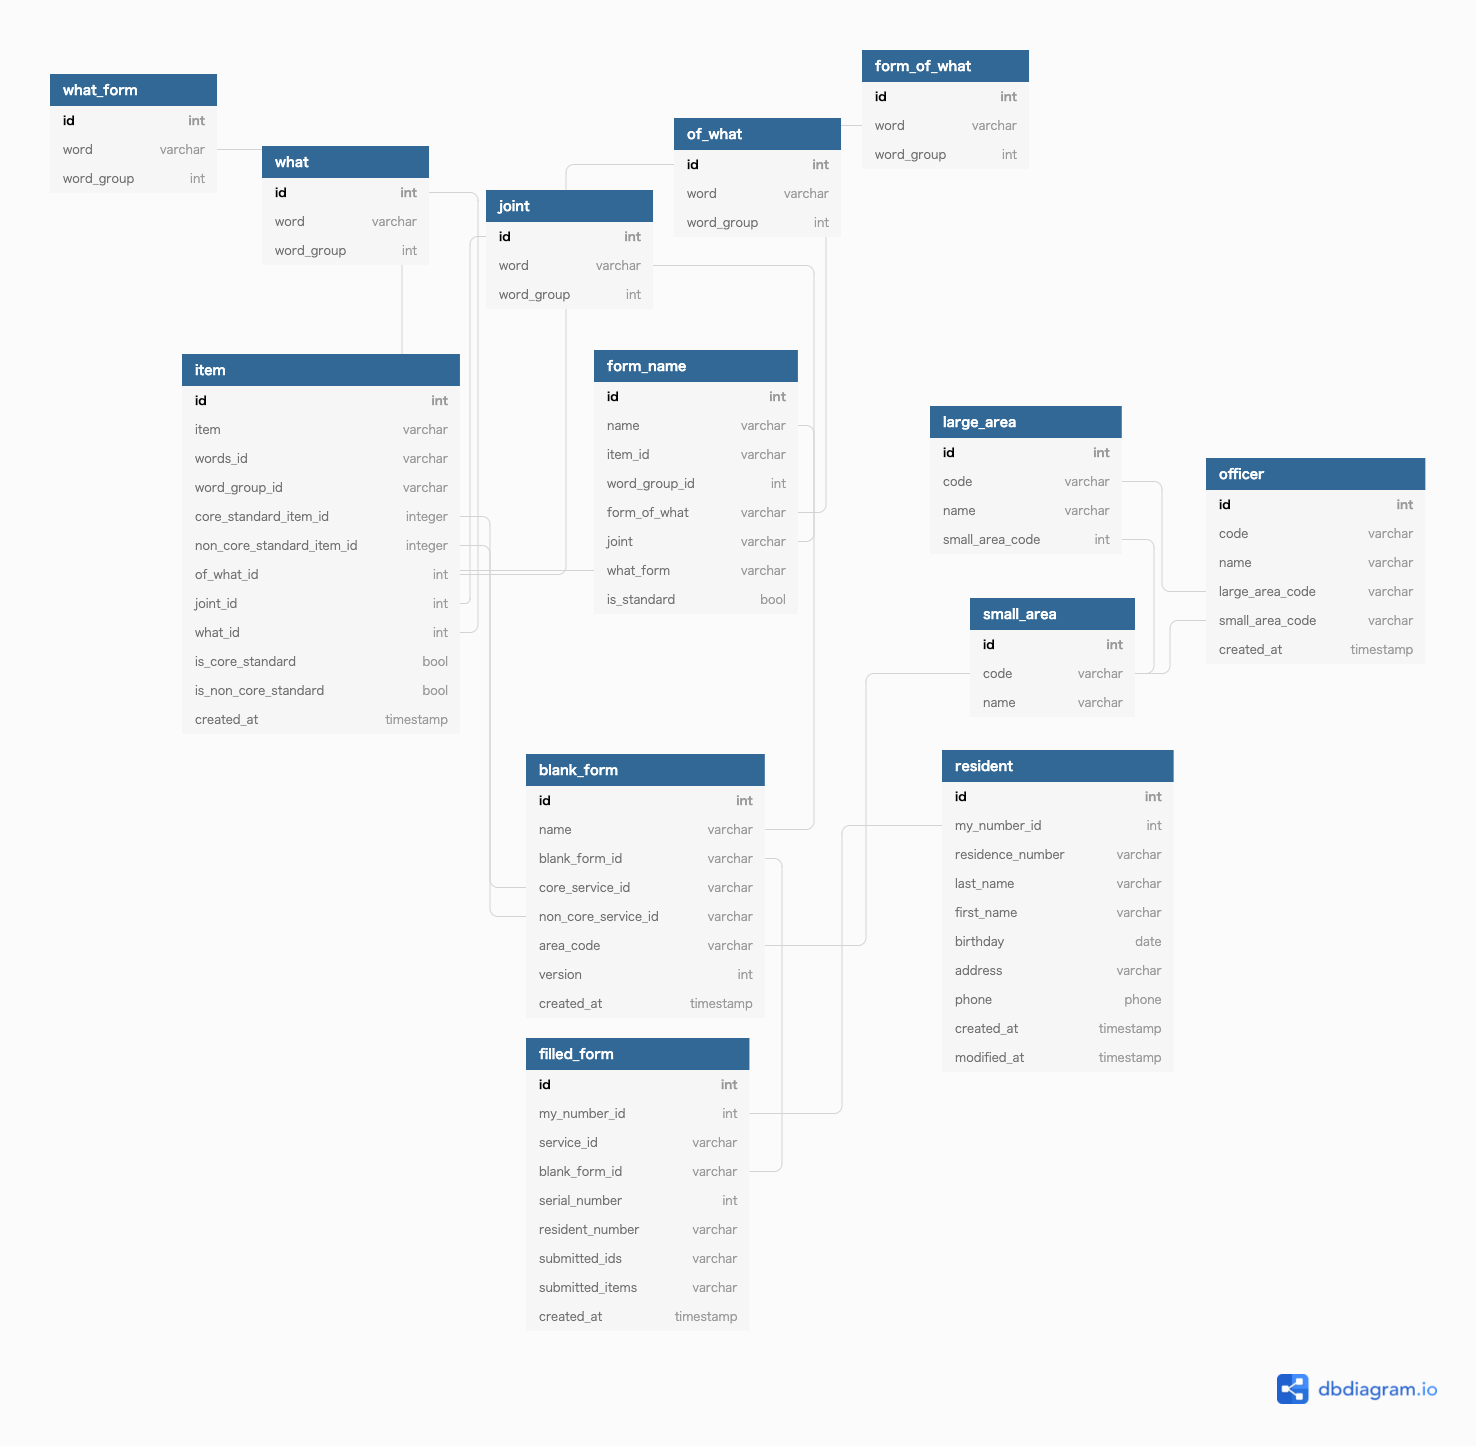 what_form
id int
word varchar
word_group int
what
id int
word varchar
word_group int
joint
id int
word varchar
word_group int
of_what
id int
word varchar
word_group int
form_of_what
id int
word varchar
word_group int
item
id int
item varchar
words_id varchar
word_group_id varchar
core_standard_item_id integer
non_core_standard_item_id integer
of_what_id int
joint_id int
what_id int
is_core_standard bool
is_non_core_standard bool
created_at timestamp
form_name
id int
name varchar
item_id varchar
word_group_id int
form_of_what varchar
joint varchar
what_form varchar
is_standard bool
large_area
id int
code varchar
name varchar
small_area_code int
officer
id int
code varchar
name varchar
large_area_code varchar
small_area_code varchar
created_at timestamp
small_area
id int
code varchar
name varchar
blank_form
id int
name varchar
blank_form_id varchar
core_service_id varchar
non_core_service_id varchar
area_code varchar
version int
created_at timestamp
resident
id int
my_number_id int
residence_number varchar
last_name varchar
first_name varchar
birthday date
address varchar
phone phone
created_at timestamp
modified_at timestamp
filled_form
id int
my_number_id int
service_id varchar
blank_form_id varchar
serial_number int
resident_number varchar
submitted_ids varchar
submitted_items varchar
created_at timestamp
dbdiagram.io